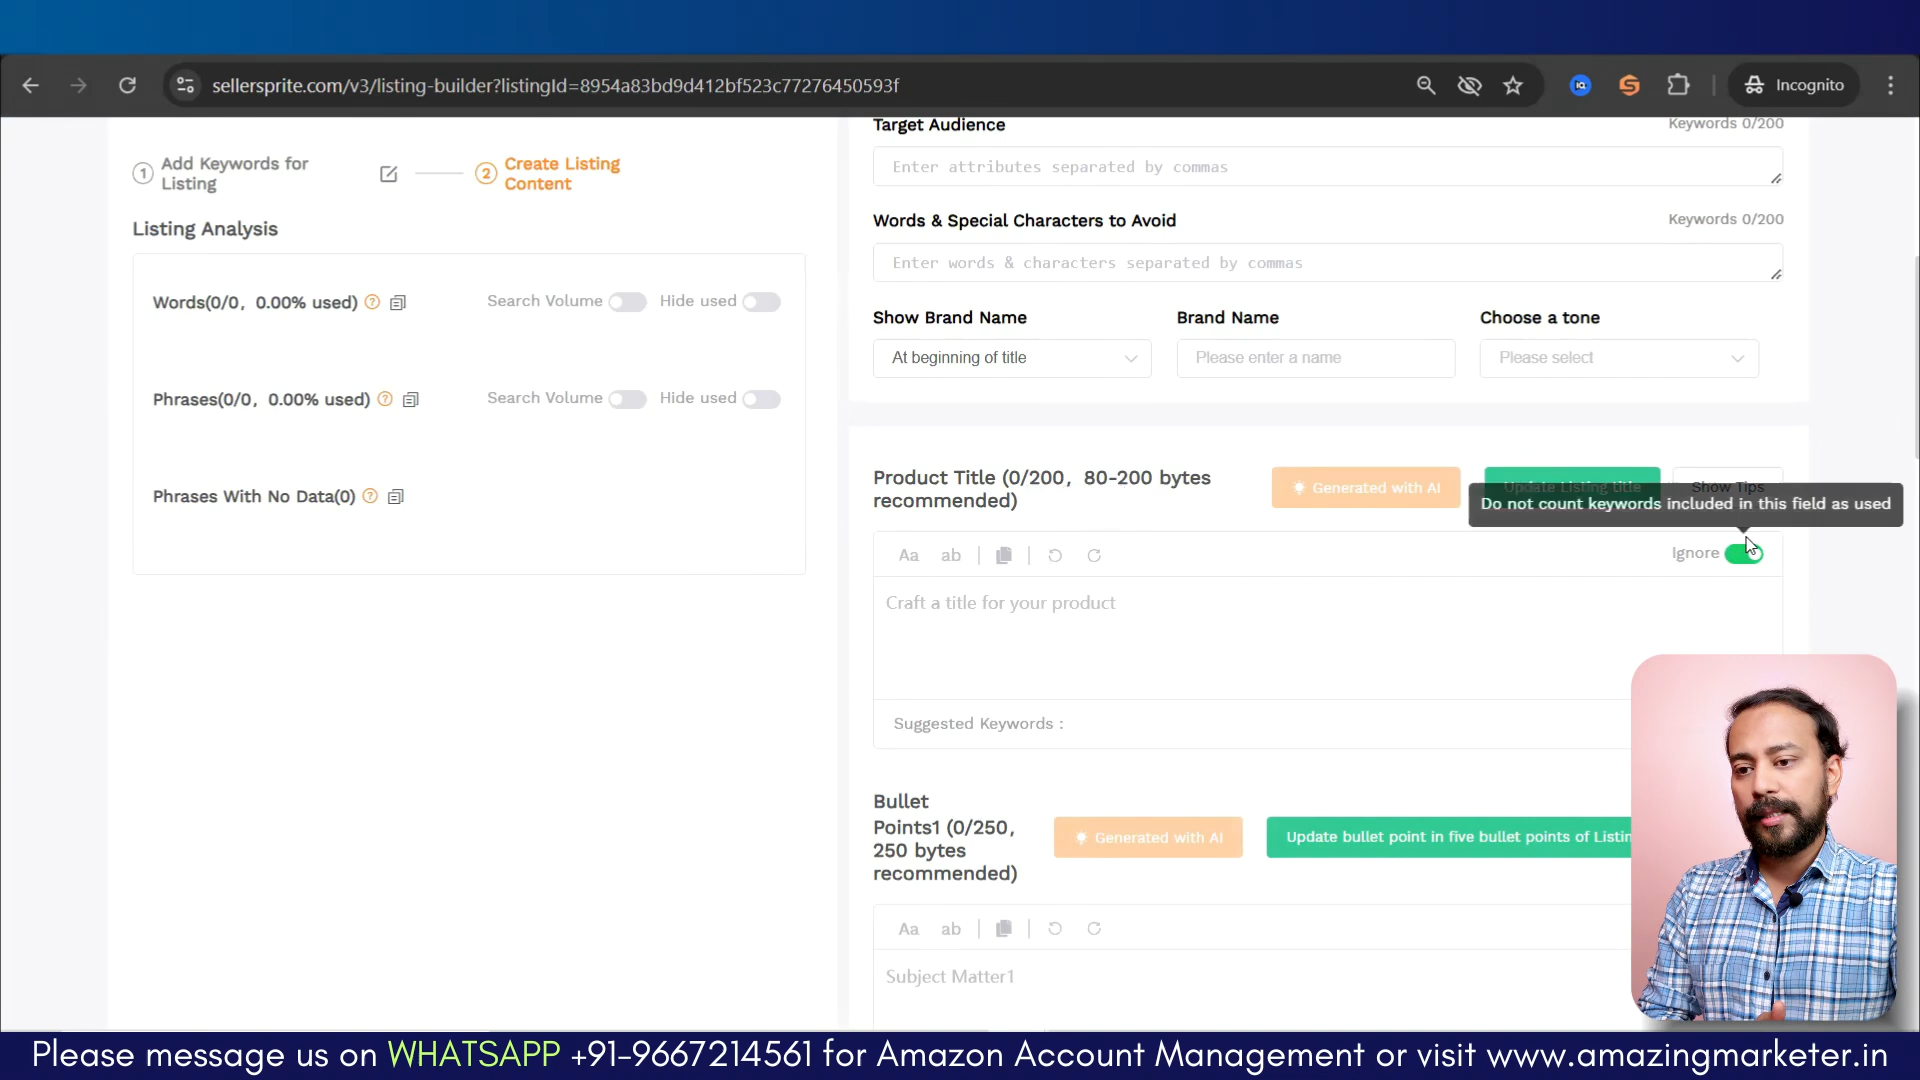 sellersprite.com/v3/listing-builder?listingId=8954a83bd9d412bf523c77276450593f
Incognito
1 Add Keywords for Listing
2 Create Listing Content
Listing Analysis
Words(0/0, 0.00% used)
Search Volume
Hide used
Phrases(0/0, 0.00% used)
Search Volume
Hide used
Phrases With No Data(0)
Target Audience
Keywords 0/200
Enter attributes separated by commas
Words & Special Characters to Avoid
Keywords 0/200
Enter words & characters separated by commas
Show Brand Name
Brand Name
Choose a tone
At beginning of title
Please enter a name
Please select
Product Title (0/200, 80-200 bytes
recommended)
Generated with AI
Update Listing title
Show Tips
Do not count keywords included in this field as used
Aa
ab
Ignore
Craft a title for your product
Suggested Keywords :
Bullet
Points1 (0/250,
250 bytes
recommended)
Generated with AI
Update bullet point in five bullet points of Listin
Aa
ab
Subject Matter1
Please message us on WHATSAPP +91-9667214561 for Amazon Account Management or visit www.amazingmarketer.in